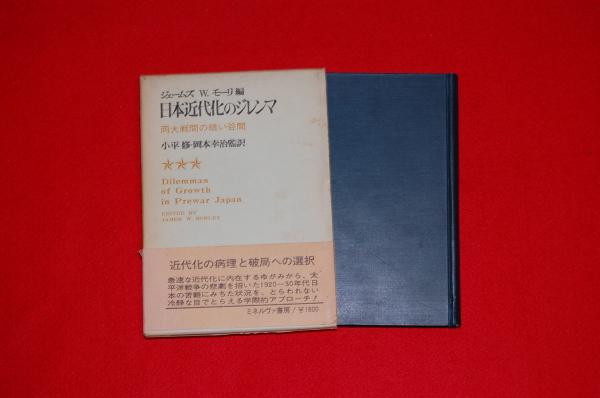 ジェームズ W. モーリ編
日本近代化のジレンマ
両大戦間の暗い谷間
小平 修・岡本幸治監訳
★★★
Dilemmas
of Growth
in Prewar Japan
EDITED BY
JAMES W. MORLEY
近代化の病理と破局への選択
急速な近代化に内在するゆがみから、太
平洋戦争の悲劇を招いた1920―30年代日
本の苦難にみちた状況を、とらわれない
冷静な目でとらえる学際的アプローチ！
ミネルヴァ書房/￥1800